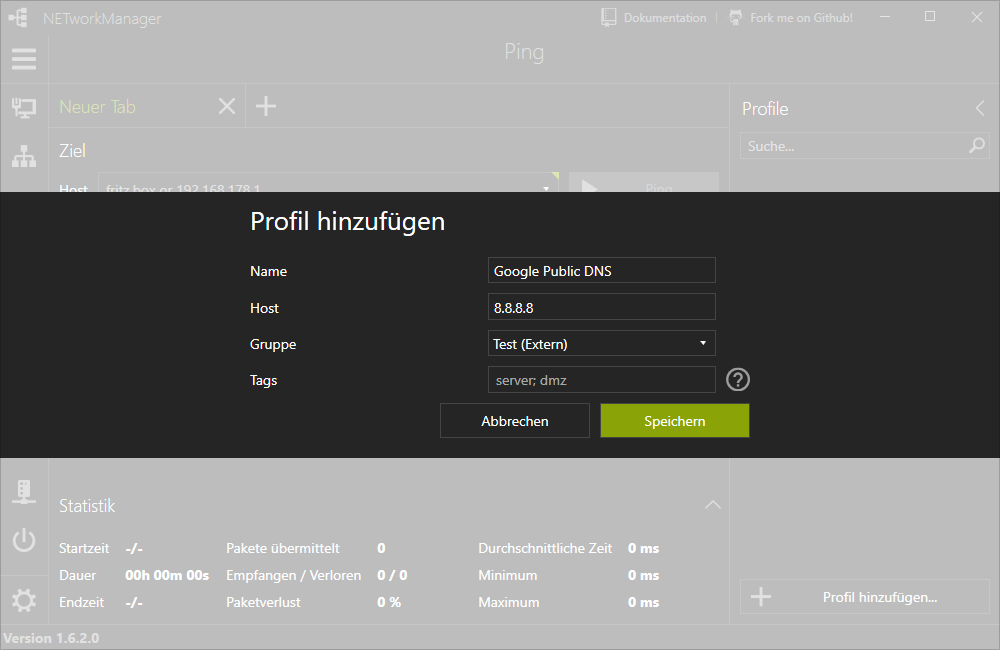 NETworkManager
Dokumentation
Fork me on Github!
Ping
Neuer Tab
Profile
Ziel
Suche...
Host
fritz.box or 192.168.178.1
Ping
Profil hinzufügen
Name
Google Public DNS
Host
8.8.8.8
Gruppe
Test (Extern)
Tags
server; dmz
?
Abbrechen
Speichern
Statistik
Startzeit -/- Pakete übermittelt 0 Durchschnittliche Zeit 0 ms
Dauer 00h 00m 00s Empfangen / Verloren 0 / 0 Minimum 0 ms
Endzeit -/- Paketverlust 0 % Maximum 0 ms
Profil hinzufügen...
Version 1.6.2.0